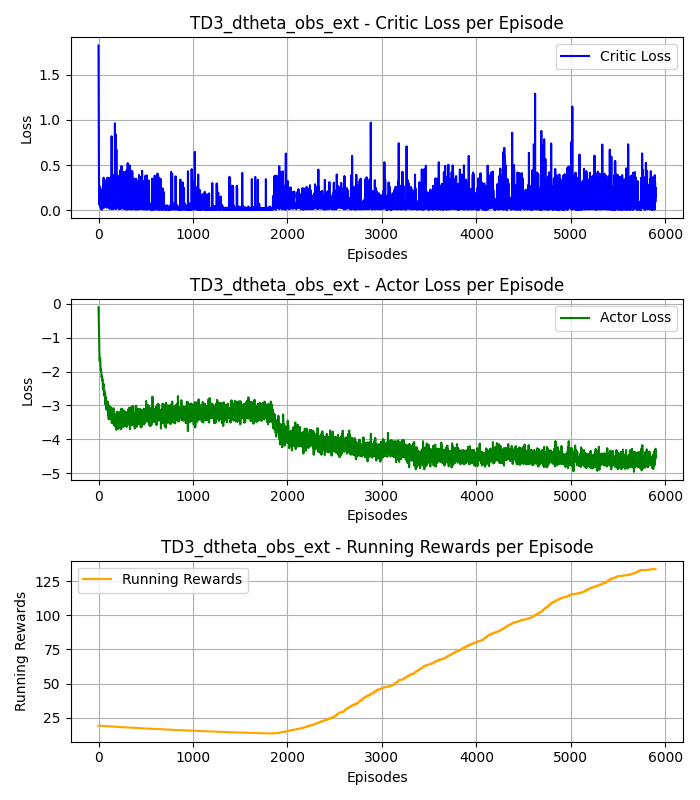 TD3_dtheta_obs_ext - Critic Loss per Episode
Critic Loss
Loss
1.5
1.0
0.5
0.0
0 1000 2000 3000 4000 5000 6000
Episodes
TD3_dtheta_obs_ext - Actor Loss per Episode
Actor Loss
Loss
0
−1
−2
−3
−4
−5
0 1000 2000 3000 4000 5000 6000
Episodes
TD3_dtheta_obs_ext - Running Rewards per Episode
Running Rewards
Running Rewards
125
100
75
50
25
0 1000 2000 3000 4000 5000 6000
Episodes